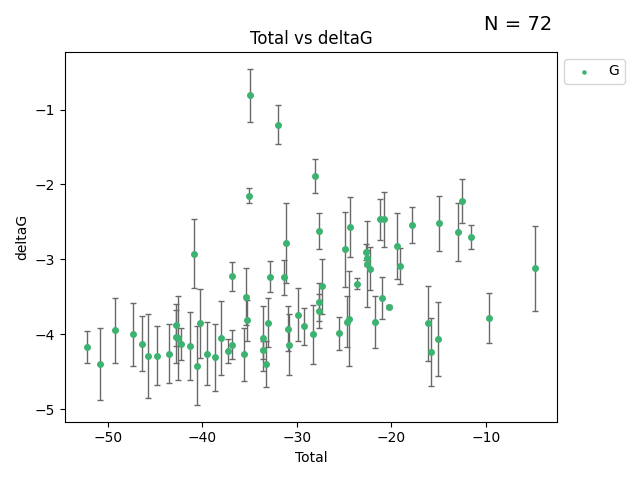 N = 72
Total vs deltaG
G
deltaG
−1
−2
−3
−4
−5
−50 −40 −30 −20 −10
Total